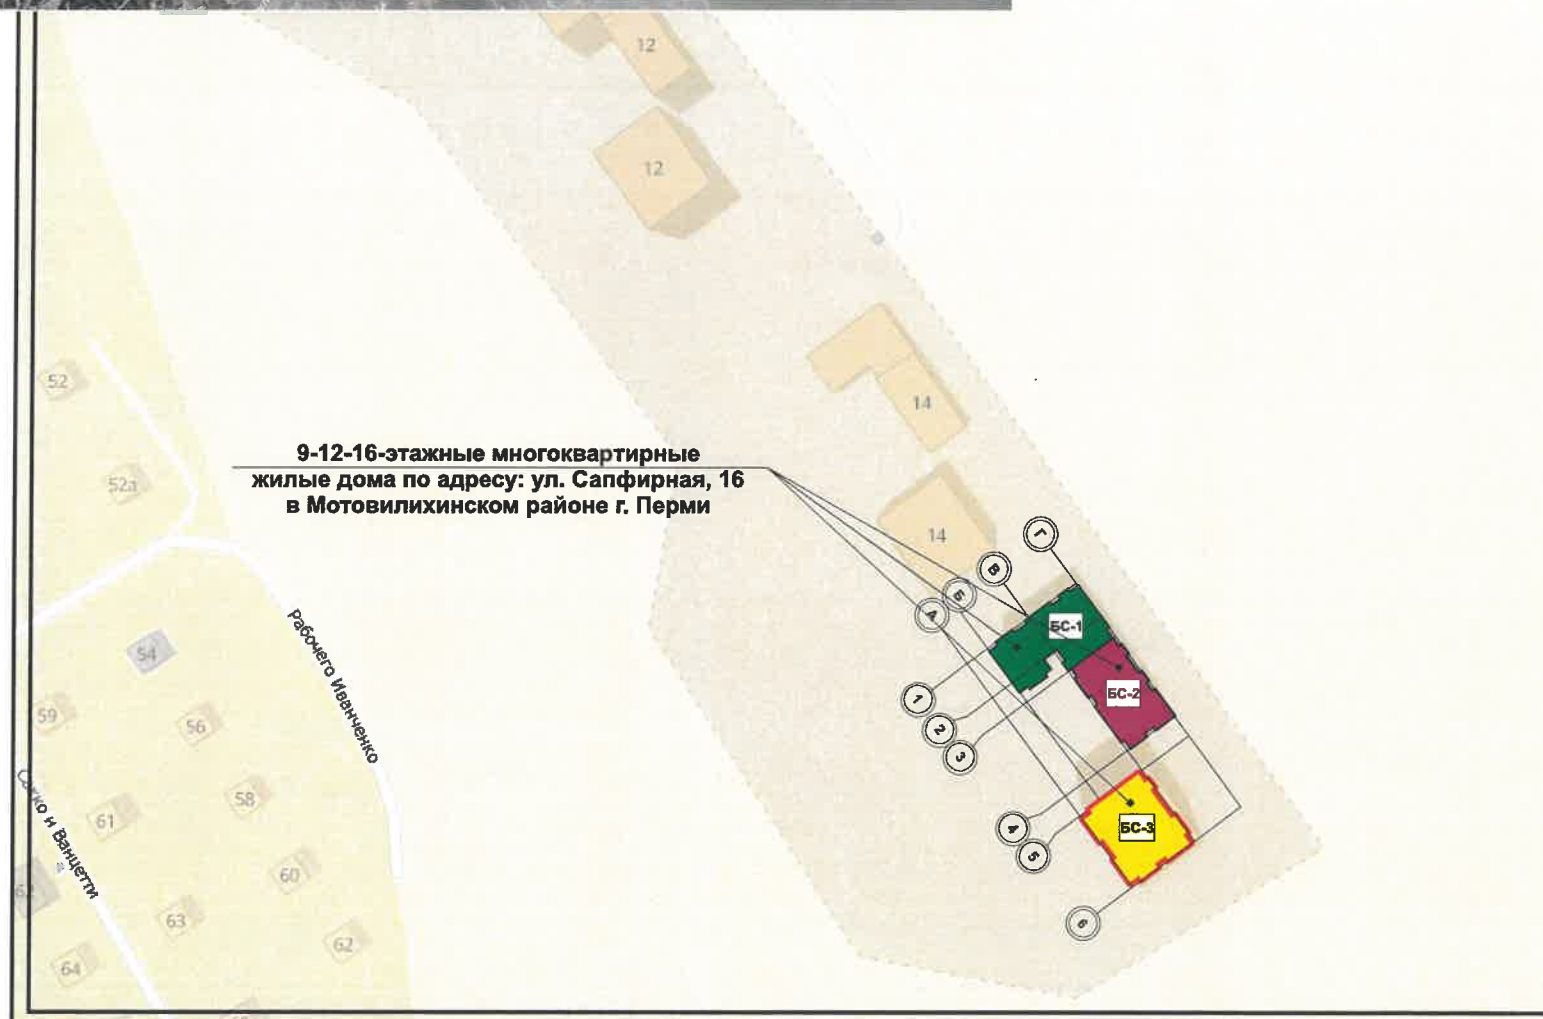 12
12
14
14
52
52а
9-12-16-этажные многоквартирные
жилые дома по адресу: ул. Сапфирная, 16
в Мотовилихинском районе г. Перми
Г
В
Б
А
БС-1
БС-2
БС-3
1
2
3
4
5
6
Рабочего Иванченко
54
59
56
58
61
Сакко и Ванцетти
60
63
62
62
64